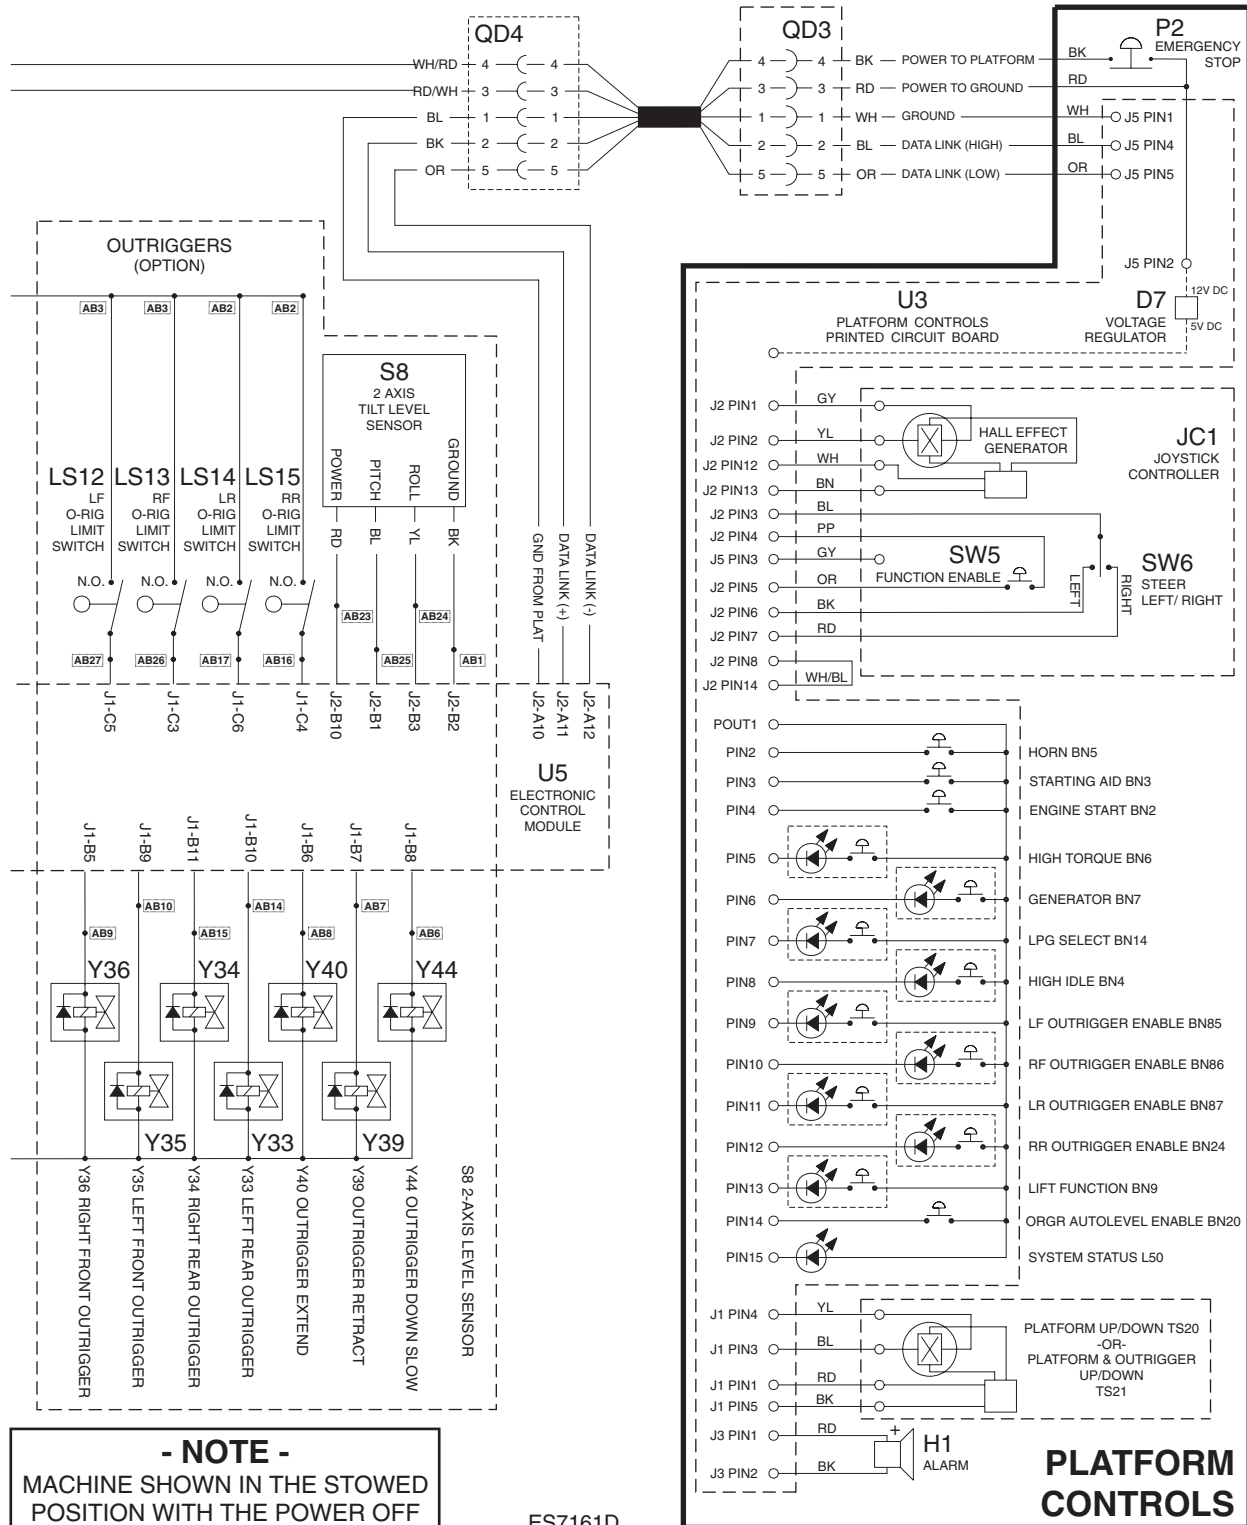 QD4
WH/RD 4 4
RD/WH 3 3
BL 1 1
BK 2 2
OR 5 5
QD3
4 4 BK POWER TO PLATFORM BK
3 3 RD POWER TO GROUND RD
1 1 WH GROUND WH J5 PIN1
2 2 BL DATA LINK (HIGH) BL J5 PIN4
5 5 OR DATA LINK (LOW) OR J5 PIN5
P2
EMERGENCY
STOP
J5 PIN2
12V DC
5V DC
D7
VOLTAGE
REGULATOR
U3
PLATFORM CONTROLS
PRINTED CIRCUIT BOARD
OUTRIGGERS
(OPTION)
AB3 AB3 AB2 AB2
LS12
LF
O-RIG
LIMIT
SWITCH
LS13
RF
O-RIG
LIMIT
SWITCH
LS14
LR
O-RIG
LIMIT
SWITCH
LS15
RR
O-RIG
LIMIT
SWITCH
N.O. N.O. N.O. N.O.
AB27 AB26 AB17 AB16
S8
2 AXIS
TILT LEVEL
SENSOR
POWER
PITCH
ROLL
GROUND
RD BL YL BK
AB23 AB24
AB25 AB1
GND FROM PLAT
DATA LINK (+)
DATA LINK (-)
J1-C5
J1-C3
J1-C6
J1-C4
J2-B10
J2-B1
J2-B3
J2-B2
J2-A10
J2-A11
J2-A12
U5
ELECTRONIC
CONTROL
MODULE
J1-B5
J1-B9
J1-B11
J1-B10
J1-B6
J1-B7
J1-B8
AB10 AB14 AB7
AB9 AB15 AB8 AB6
Y36 Y34 Y40 Y44
Y35 Y33 Y39
Y36 RIGHT FRONT OUTRIGGER
Y35 LEFT FRONT OUTRIGGER
Y34 RIGHT REAR OUTRIGGER
Y33 LEFT REAR OUTRIGGER
Y40 OUTRIGGER EXTEND
Y39 OUTRIGGER RETRACT
Y44 OUTRIGGER DOWN SLOW
S8 2-AXIS LEVEL SENSOR
J2 PIN1 GY
J2 PIN2 YL
J2 PIN12 WH
J2 PIN13 BN
J2 PIN3 BL
J2 PIN4 PP
J5 PIN3 GY
J2 PIN5 OR
J2 PIN6 BK
J2 PIN7 RD
J2 PIN8
J2 PIN14 WH/BL
HALL EFFECT
GENERATOR
JC1
JOYSTICK
CONTROLLER
SW5
FUNCTION ENABLE
LEFT
RIGHT
SW6
STEER
LEFT/ RIGHT
POUT1
PIN2 HORN BN5
PIN3 STARTING AID BN3
PIN4 ENGINE START BN2
PIN5 HIGH TORQUE BN6
PIN6 GENERATOR BN7
PIN7 LPG SELECT BN14
PIN8 HIGH IDLE BN4
PIN9 LF OUTRIGGER ENABLE BN85
PIN10 RF OUTRIGGER ENABLE BN86
PIN11 LR OUTRIGGER ENABLE BN87
PIN12 RR OUTRIGGER ENABLE BN24
PIN13 LIFT FUNCTION BN9
PIN14 ORGR AUTOLEVEL ENABLE BN20
PIN15 SYSTEM STATUS L50
J1 PIN4 YL
J1 PIN3 BL
J1 PIN1 RD
J1 PIN5 BK
PLATFORM UP/DOWN TS20
-OR-
PLATFORM & OUTRIGGER
UP/DOWN
TS21
J3 PIN1 RD
J3 PIN2 BK
+
H1
ALARM
PLATFORM
CONTROLS
- NOTE -
MACHINE SHOWN IN THE STOWED
POSITION WITH THE POWER OFF
ES7161D